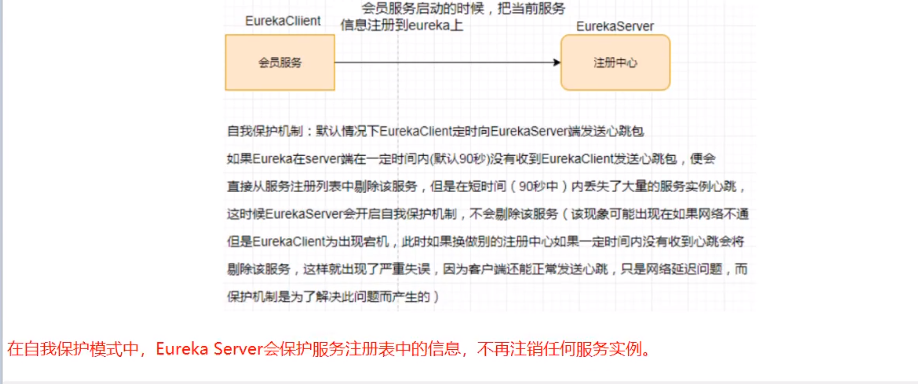 会员服务启动的时候，把当前服务
信息注册到eureka上
EurekaCliient
EurekaServer
会员服务
注册中心
自我保护机制：默认情况下EurekaClient定时向EurekaServer端发送心跳包
如果Eureka在server端在一定时间内(默认90秒)没有收到EurekaClient发送心跳包，便会
直接从服务注册列表中剔除该服务，但是在短时间（90秒中）内丢失了大量的服务实例心跳，
这时候EurekaServer会开启自我保护机制，不会剔除该服务（该现象可能出现在如果网络不通
但是EurekaClient为出现宕机，此时如果换做别的注册中心如果一定时间内没有收到心跳会将
剔除该服务，这样就出现了严重失误，因为客户端还能正常发送心跳，只是网络延迟问题，而
保护机制是为了解决此问题而产生的）
在自我保护模式中，Eureka Server会保护服务注册表中的信息，不再注销任何服务实例。